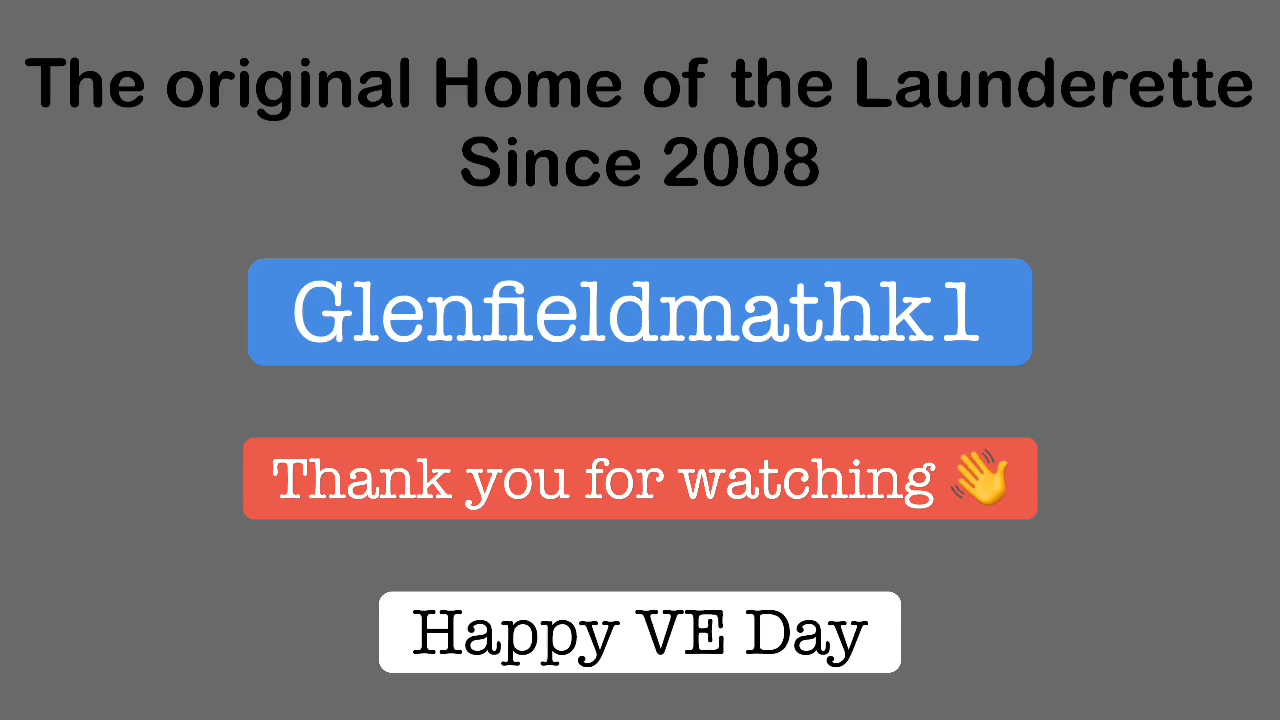 The original Home of the Launderette
Since 2008
Glenfieldmathk1
Thank you for watching 👋
Happy VE Day